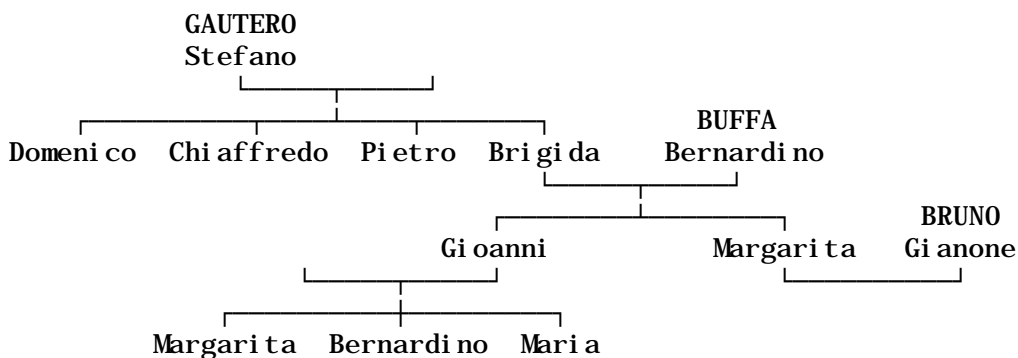 GAUTERO
Stefano
BUFFA
Domenico Chiaffredo Pietro Brigida Bernardino
BRUNO
Gioanni Margarita Gianone
Margarita Bernardino Maria